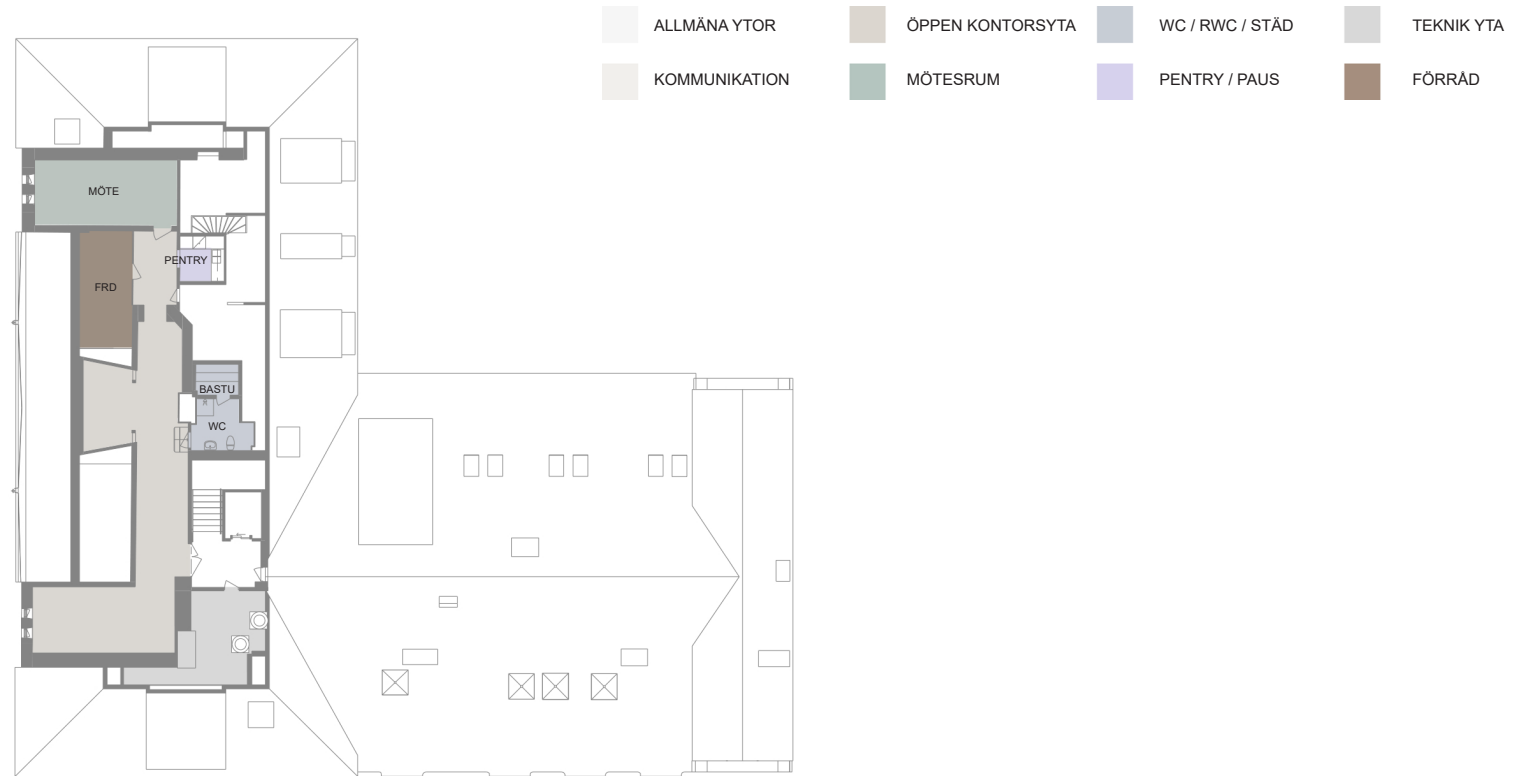 ALLMÄNA YTOR
ÖPPEN KONTORSYTA
WC / RWC / STÄD
TEKNIK YTA
KOMMUNIKATION
MÖTESRUM
PENTRY / PAUS
FÖRRÅD
MÖTE
PENTRY
FRD
BASTU
WC